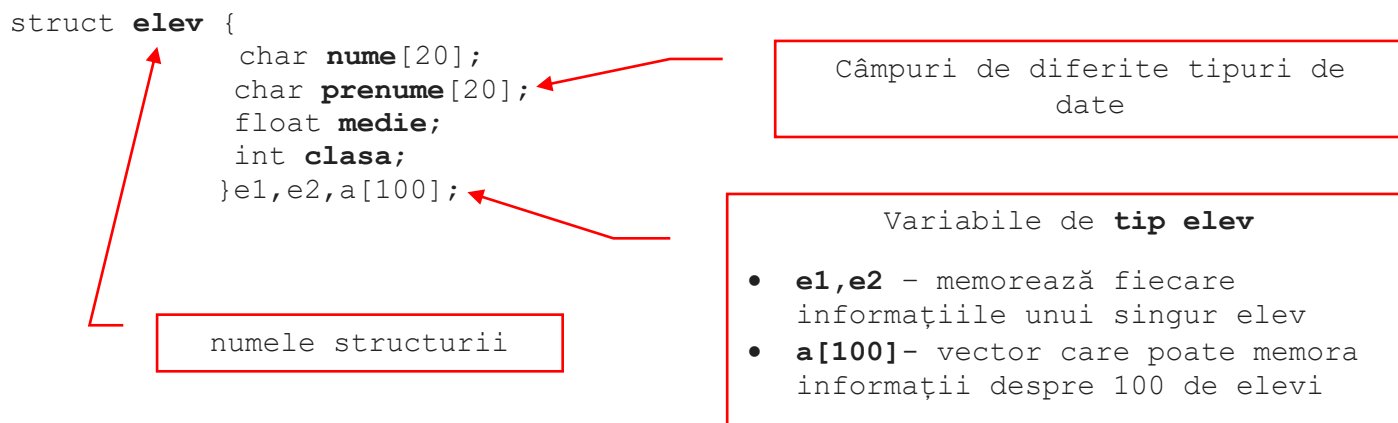 struct elev {
char nume[20];
char prenume[20];
float medie;
int clasa;
}e1,e2,a[100];
Câmpuri de diferite tipuri de
date
Variabile de tip elev
• e1,e2 – memorează fiecare
informațiile unui singur elev
• a[100]- vector care poate memora
informații despre 100 de elevi
numele structurii